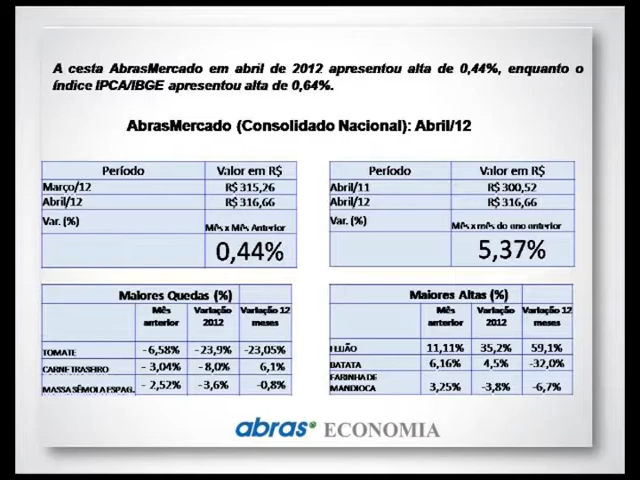 A cesta AbrasMercado em abril de 2012 apresentou alta de 0,44%, enquanto o
índice IPCA/IBGE apresentou alta de 0,64%.
AbrasMercado (Consolidado Nacional): Abril/12
Período Valor em R$
Março/12 R$ 315,26
Abril/12 R$ 316,66
Var. (%) Mês x Mês Anterior
0,44%
Período Valor em R$
Abril/11 R$ 300,52
Abril/12 R$ 316,66
Var. (%) Mês x mês do ano anterior
5,37%
Maiores Quedas (%)
Mês anterior Variação 2012 Variação 12 meses
TOMATE -6,58% -23,9% -23,05%
CARNE TRASEIRO - 3,04% - 8,0% 6,1%
MASSA SÊMOLA ESPAG. - 2,52% -3,6% -0,8%
Maiores Altas (%)
Mês anterior Variação 2012 Variação 12 meses
FEIJÃO 11,11% 35,2% 59,1%
BATATA 6,16% 4,5% -32,0%
FARINHA DE
MANDIOCA 3,25% -3,8% -6,7%
abras ECONOMIA